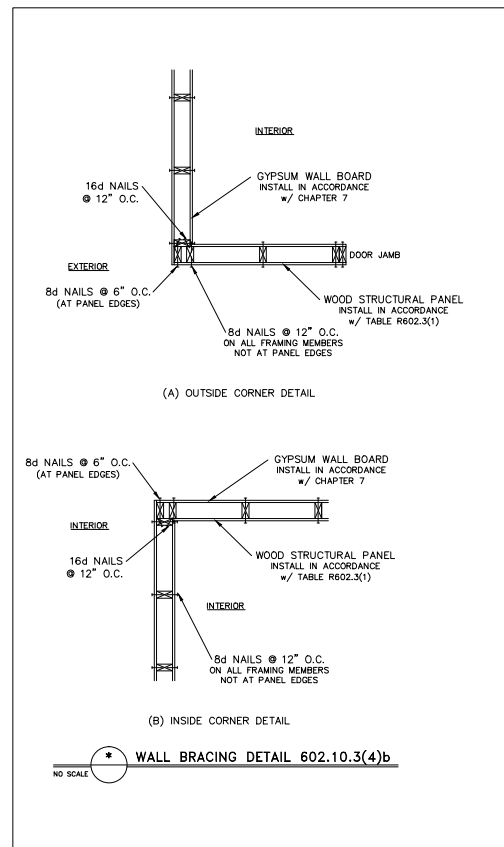 INTERIOR
16d NAILS
@ 12" O.C.
GYPSUM WALL BOARD
INSTALL IN ACCORDANCE
w/ CHAPTER 7
DOOR JAMB
EXTERIOR
8d NAILS @ 6" O.C.
(AT PANEL EDGES)
WOOD STRUCTURAL PANEL
INSTALL IN ACCORDANCE
w/ TABLE R602.3(1)
8d NAILS @ 12" O.C.
ON ALL FRAMING MEMBERS
NOT AT PANEL EDGES
(A) OUTSIDE CORNER DETAIL
8d NAILS @ 6" O.C.
(AT PANEL EDGES)
GYPSUM WALL BOARD
INSTALL IN ACCORDANCE
w/ CHAPTER 7
INTERIOR
16d NAILS
@ 12" O.C.
WOOD STRUCTURAL PANEL
INSTALL IN ACCORDANCE
w/ TABLE R602.3(1)
INTERIOR
8d NAILS @ 12" O.C.
ON ALL FRAMING MEMBERS
NOT AT PANEL EDGES
(B) INSIDE CORNER DETAIL
* WALL BRACING DETAIL 602.10.3(4)b
NO SCALE